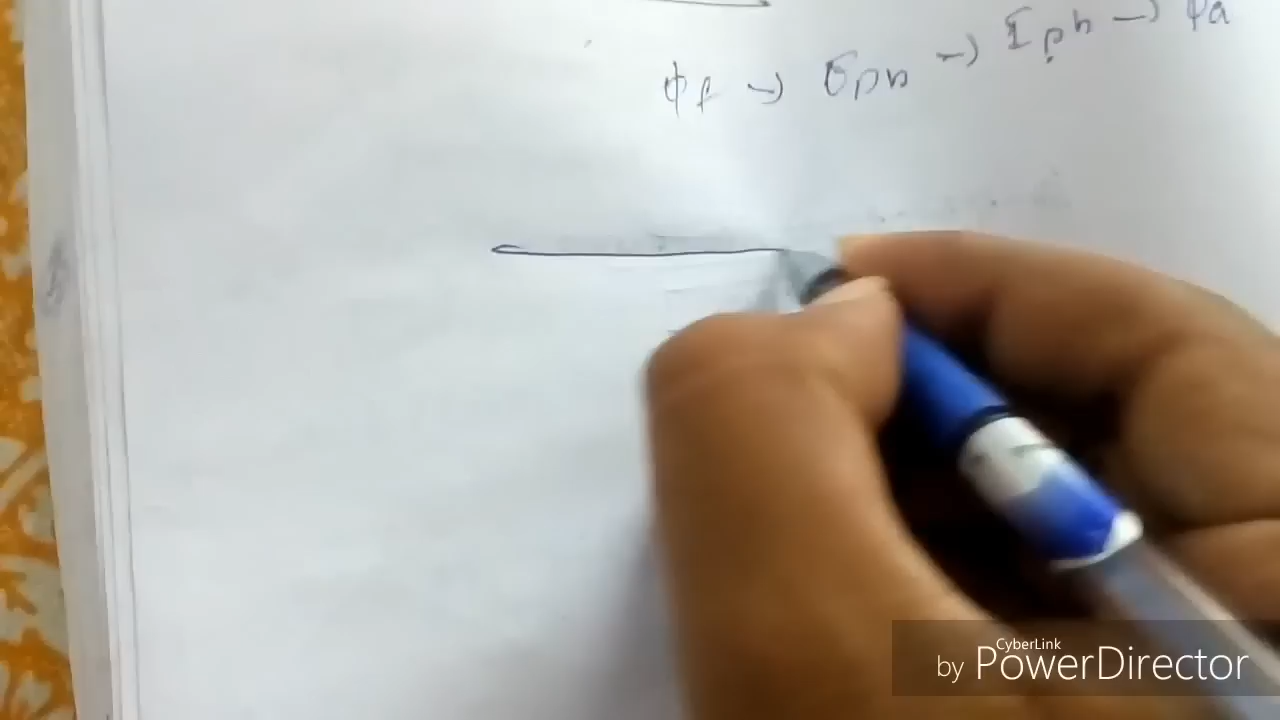 φf → Eph → Iph → φa
CyberLink
by PowerDirector